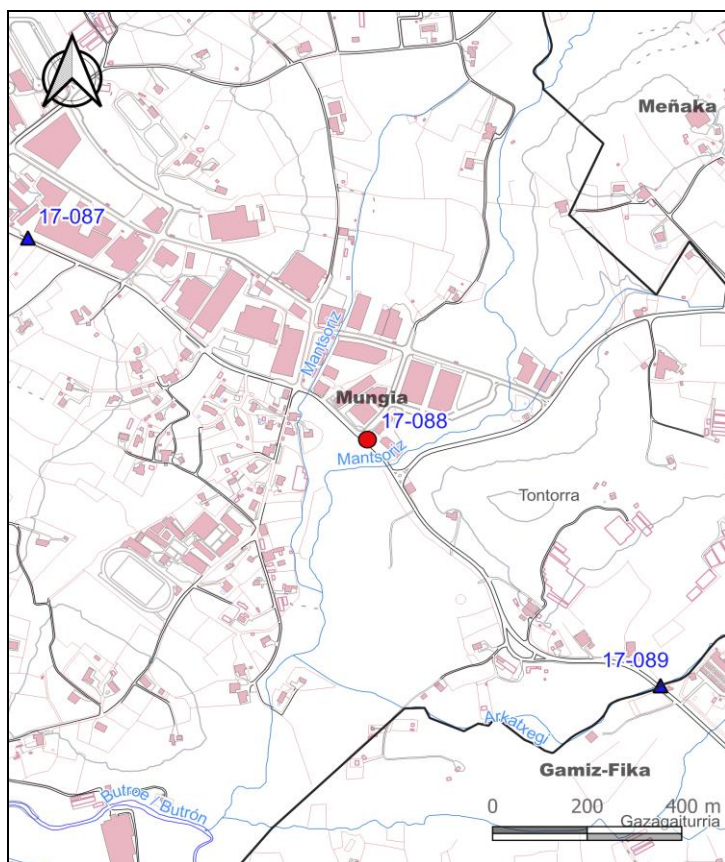 Meñaka
17-087
Mantsoriz
Mungia
17-088
Mantsoriz
Tontorra
17-089
Arkatxegi
Gamiz-Fika
Butroe / Butrón
0 200 400 m
Gazagaiturria